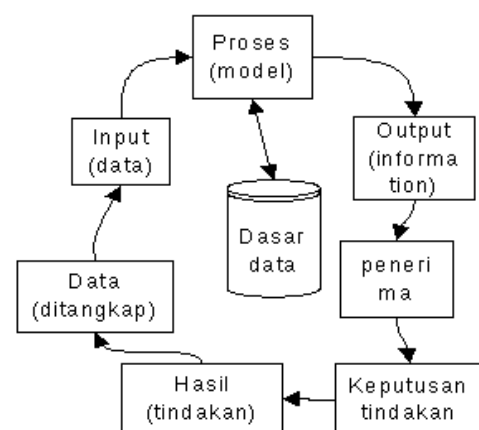 Proses
(model)
Input
(data)
Output
(informa
tion)
Dasar
data
peneri
ma
Data
(ditangkap)
Hasil
(tindakan)
Keputusan
tindakan